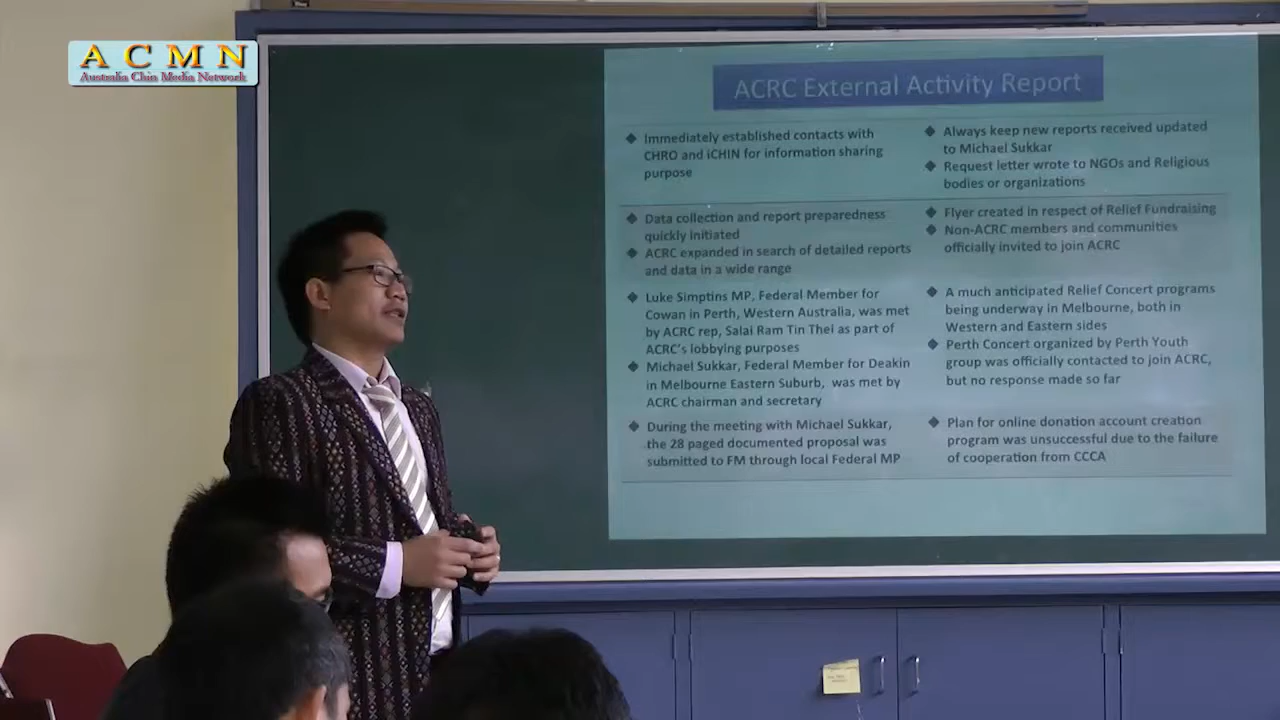 A C M N
Australia Chin Media Network
ACRC External Activity Report
Immediately established contacts with
CHRO and iCHIN for information sharing
purpose
Always keep new reports received updated
to Michael Sukkar
Request letter wrote to NGOs and Religious
bodies or organizations
Data collection and report preparedness
quickly initiated
ACRC expanded in search of detailed reports
and data in a wide range
Flyer created in respect of Relief Fundraising
Non-ACRC members and communities
officially invited to join ACRC
Luke Simptins MP, Federal Member for
Cowan in Perth, Western Australia, was met
by ACRC rep, Salai Ram Tin Thei as part of
ACRC's lobbying purposes
Michael Sukkar, Federal Member for Deakin
in Melbourne Eastern Suburb, was met by
ACRC chairman and secretary
A much anticipated Relief Concert programs
being underway in Melbourne, both in
Western and Eastern sides
Perth Concert organized by Perth Youth
group was officially contacted to join ACRC,
but no response made so far
During the meeting with Michael Sukkar,
the 28 paged documented proposal was
submitted to FM through local Federal MP
Plan for online donation account creation
program was unsuccessful due to the failure
of cooperation from CCCA